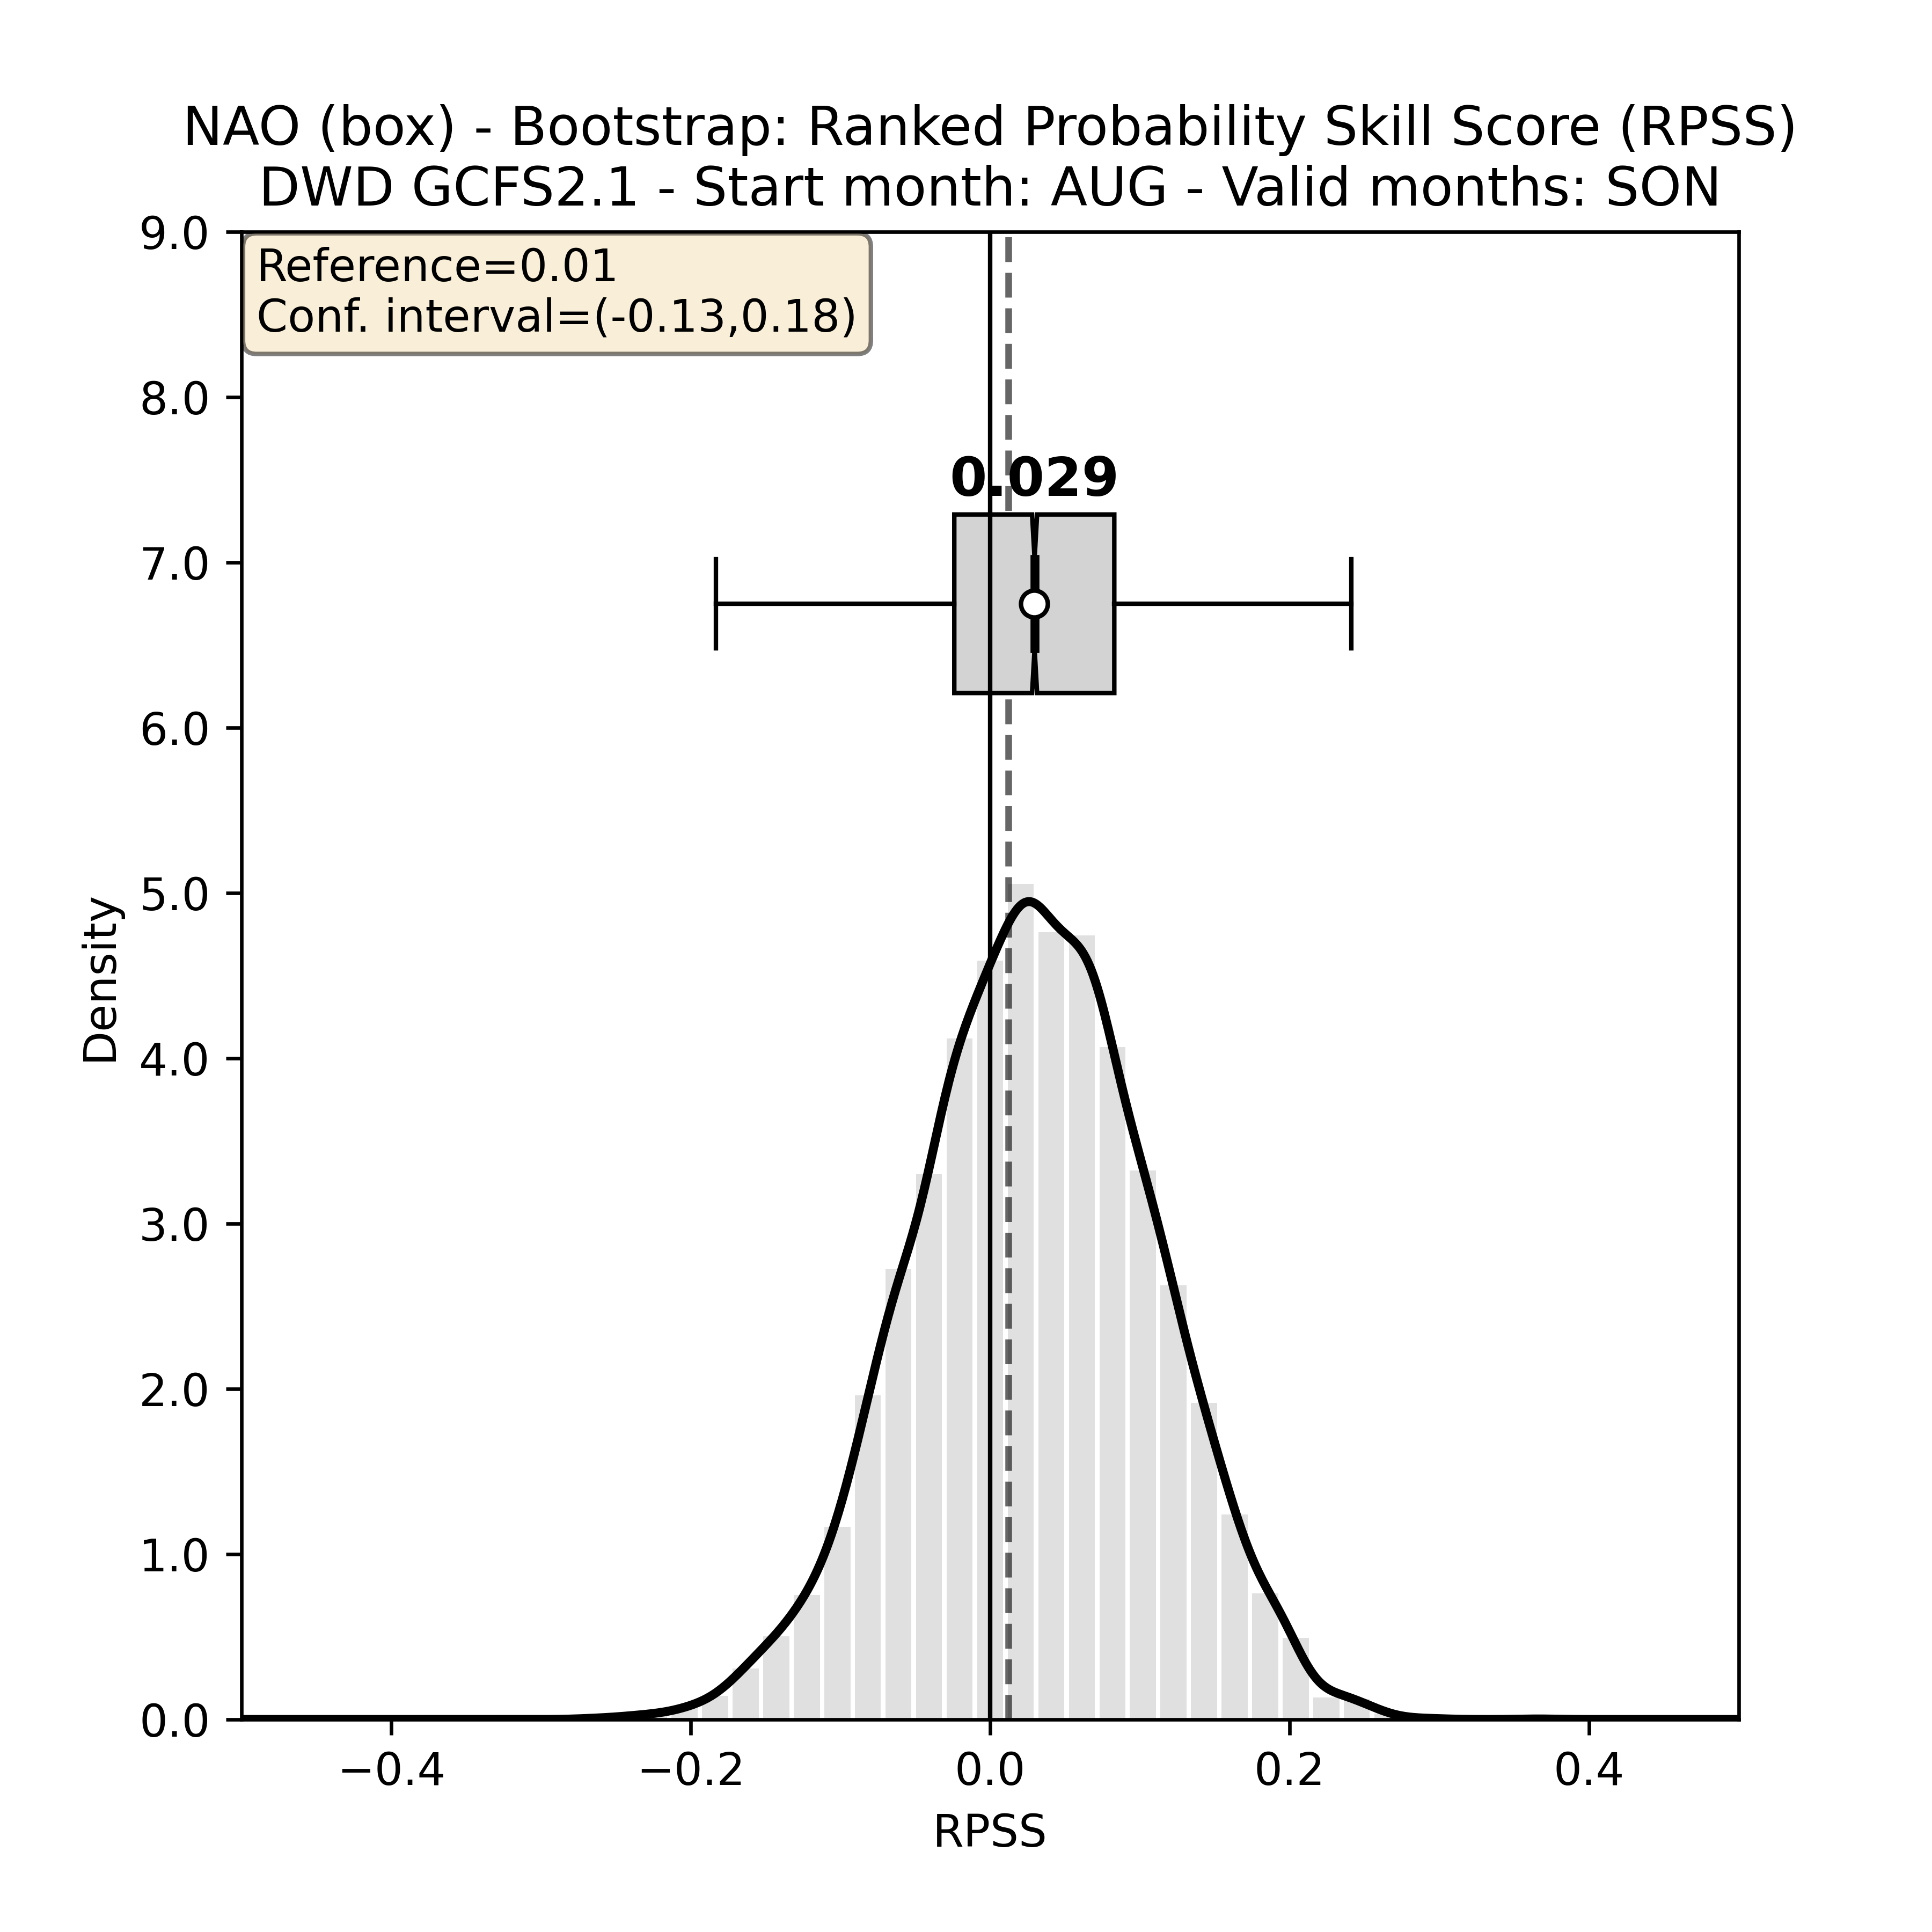 NAO (box) - Bootstrap: Ranked Probability Skill Score (RPSS)
DWD GCFS2.1 - Start month: AUG - Valid months: SON
Reference=0.01
Conf. interval=(-0.13,0.18)
0.029
9.0
8.0
7.0
6.0
5.0
4.0
3.0
2.0
1.0
0.0
Density
−0.4 −0.2 0.0 0.2 0.4
RPSS